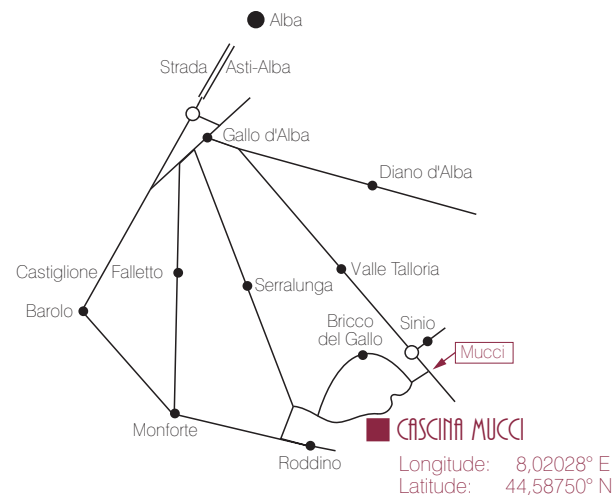 Alba
Strada Asti-Alba
Gallo d'Alba
Diano d'Alba
Castiglione Falletto
Valle Talloria
Serralunga
Barolo
Bricco
del Gallo
Sinio
Mucci
Monforte
CASCINA MUCCI
Roddino
Longitude: 8,02028° E
Latitude: 44,58750° N